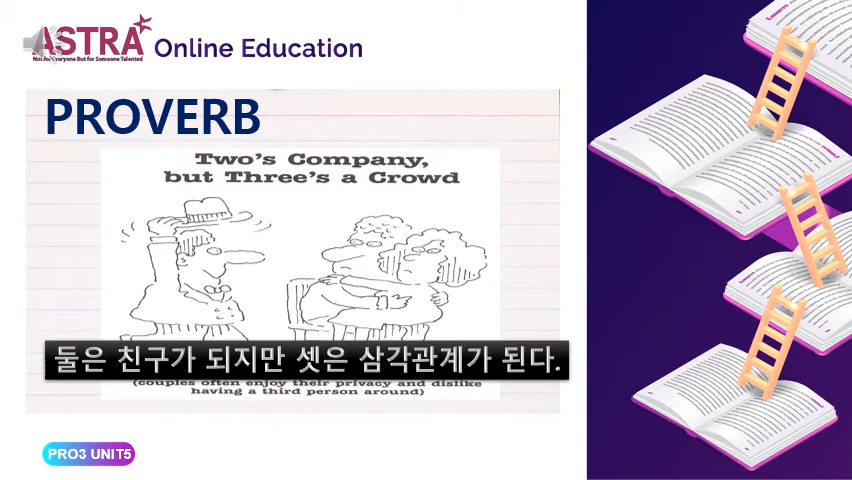 ASTRA
Not for Everyone But for Someone Talented
Online Education
PROVERB
Two's Company,
but Three's a Crowd
둘은 친구가 되지만 셋은 삼각관계가 된다.
(couples often enjoy their privacy and dislike
having a third person around)
PRO3 UNIT5